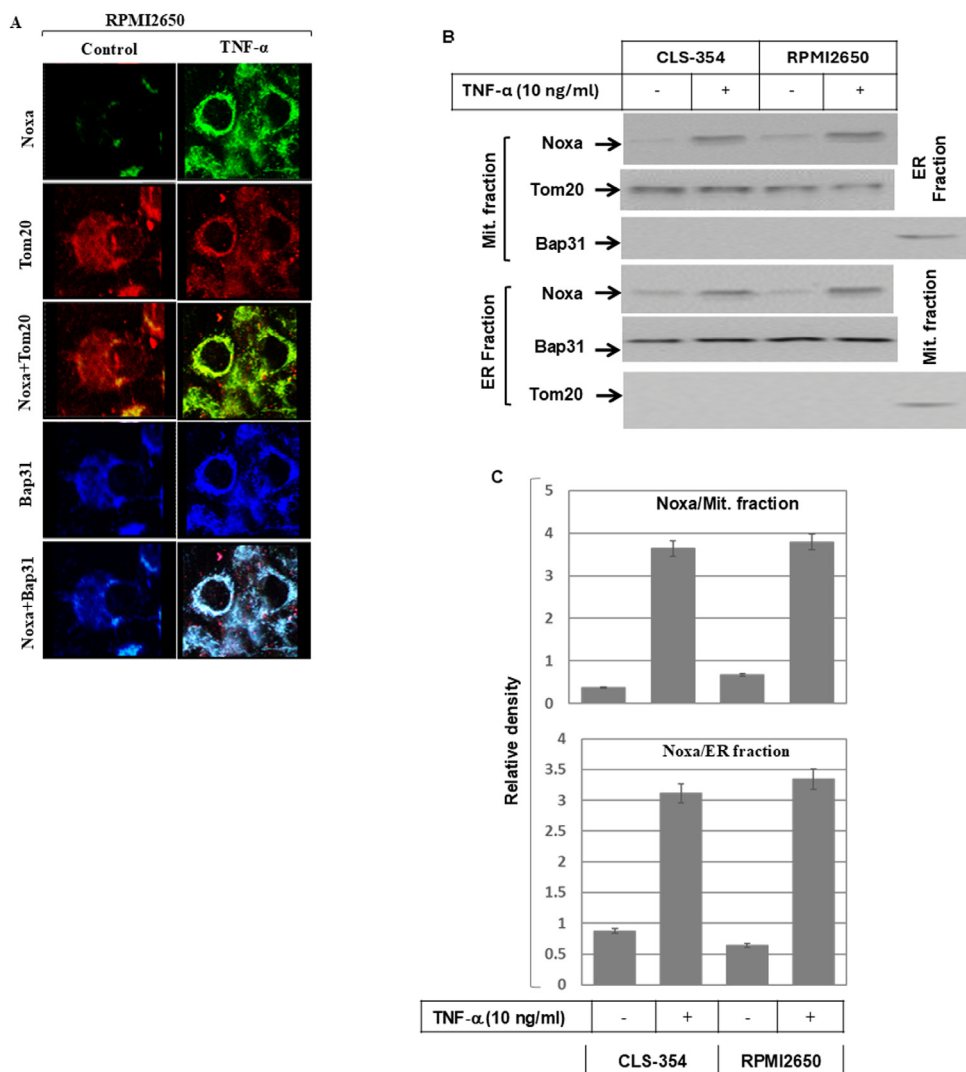 A
RPMI2650
Control TNF-α
Noxa
Tom20
Noxa+Tom20
Bap31
Noxa+Bap31
B
CLS-354 RPMI2650
TNF-α (10 ng/ml) - + - +
Mit. fraction
Noxa
Tom20
Bap31
ER Fraction
ER Fraction
Noxa
Bap31
Tom20
Mit. fraction
C
Relative density
Noxa/Mit. fraction
5
4
3
2
1
0
Noxa/ER fraction
4
3.5
3
2.5
2
1.5
1
0.5
0
TNF-α (10 ng/ml) - + - +
CLS-354 RPMI2650